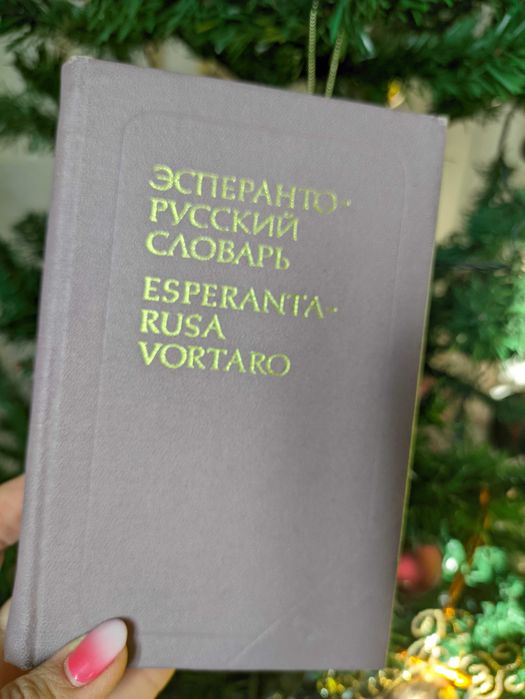 ЭСПЕРАНТО-
РУССКИЙ
СЛОВАРЬ
ESPERANTA-
RUSA
VORTARO